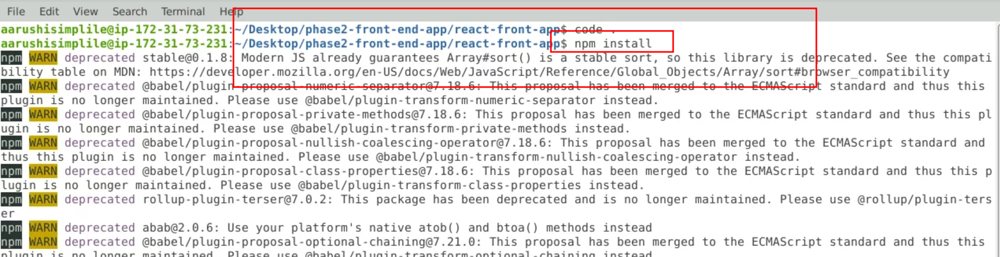 File Edit View Search Terminal Help
aarushisimplile@ip-172-31-73-231:~/Desktop/phase2-front-end-app/react-front-app$ code .
aarushisimplile@ip-172-31-73-231:~/Desktop/phase2-front-end-app/react-front-app$ npm install
npm WARN deprecated stable@0.1.8: Modern JS already guarantees Array#sort() is a stable sort, so this library is deprecated. See the compati
bility table on MDN: https://developer.mozilla.org/en-US/docs/Web/JavaScript/Reference/Global_Objects/Array/sort#browser_compatibility
npm WARN deprecated @babel/plugin-proposal-numeric-separator@7.18.6: This proposal has been merged to the ECMAScript standard and thus this
plugin is no longer maintained. Please use @babel/plugin-transform-numeric-separator instead.
npm WARN deprecated @babel/plugin-proposal-private-methods@7.18.6: This proposal has been merged to the ECMAScript standard and thus this pl
ugin is no longer maintained. Please use @babel/plugin-transform-private-methods instead.
npm WARN deprecated @babel/plugin-proposal-nullish-coalescing-operator@7.18.6: This proposal has been merged to the ECMAScript standard and
thus this plugin is no longer maintained. Please use @babel/plugin-transform-nullish-coalescing-operator instead.
npm WARN deprecated @babel/plugin-proposal-class-properties@7.18.6: This proposal has been merged to the ECMAScript standard and thus this p
lugin is no longer maintained. Please use @babel/plugin-transform-class-properties instead.
npm WARN deprecated rollup-plugin-terser@7.0.2: This package has been deprecated and is no longer maintained. Please use @rollup/plugin-ters
er
npm WARN deprecated abab@2.0.6: Use your platform's native atob() and btoa() methods instead
npm WARN deprecated @babel/plugin-proposal-optional-chaining@7.21.0: This proposal has been merged to the ECMAScript standard and thus this
plugin is no longer maintained. Please use @babel/plugin-transform-optional-chaining instead.